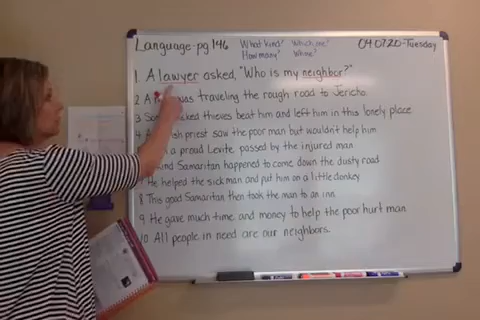 Language-pg 146 What kind? Which one? 04.07.20-Tuesday
How many? Whose?
1. A lawyer asked, "Who is my neighbor?"
2 A was traveling the rough road to Jericho.
3 thieves beat him and left him in this lonely place
4 priest saw the poor man but wouldn't help him
a proud Levite passed by the injured man
Samaritan happened to come down the dusty road
He helped the sick man and put him on a little donkey
8 This good Samaritan then took the man to an inn.
9 He gave much time and money to help the poor hurt man
10. All people in need are our neighbors.